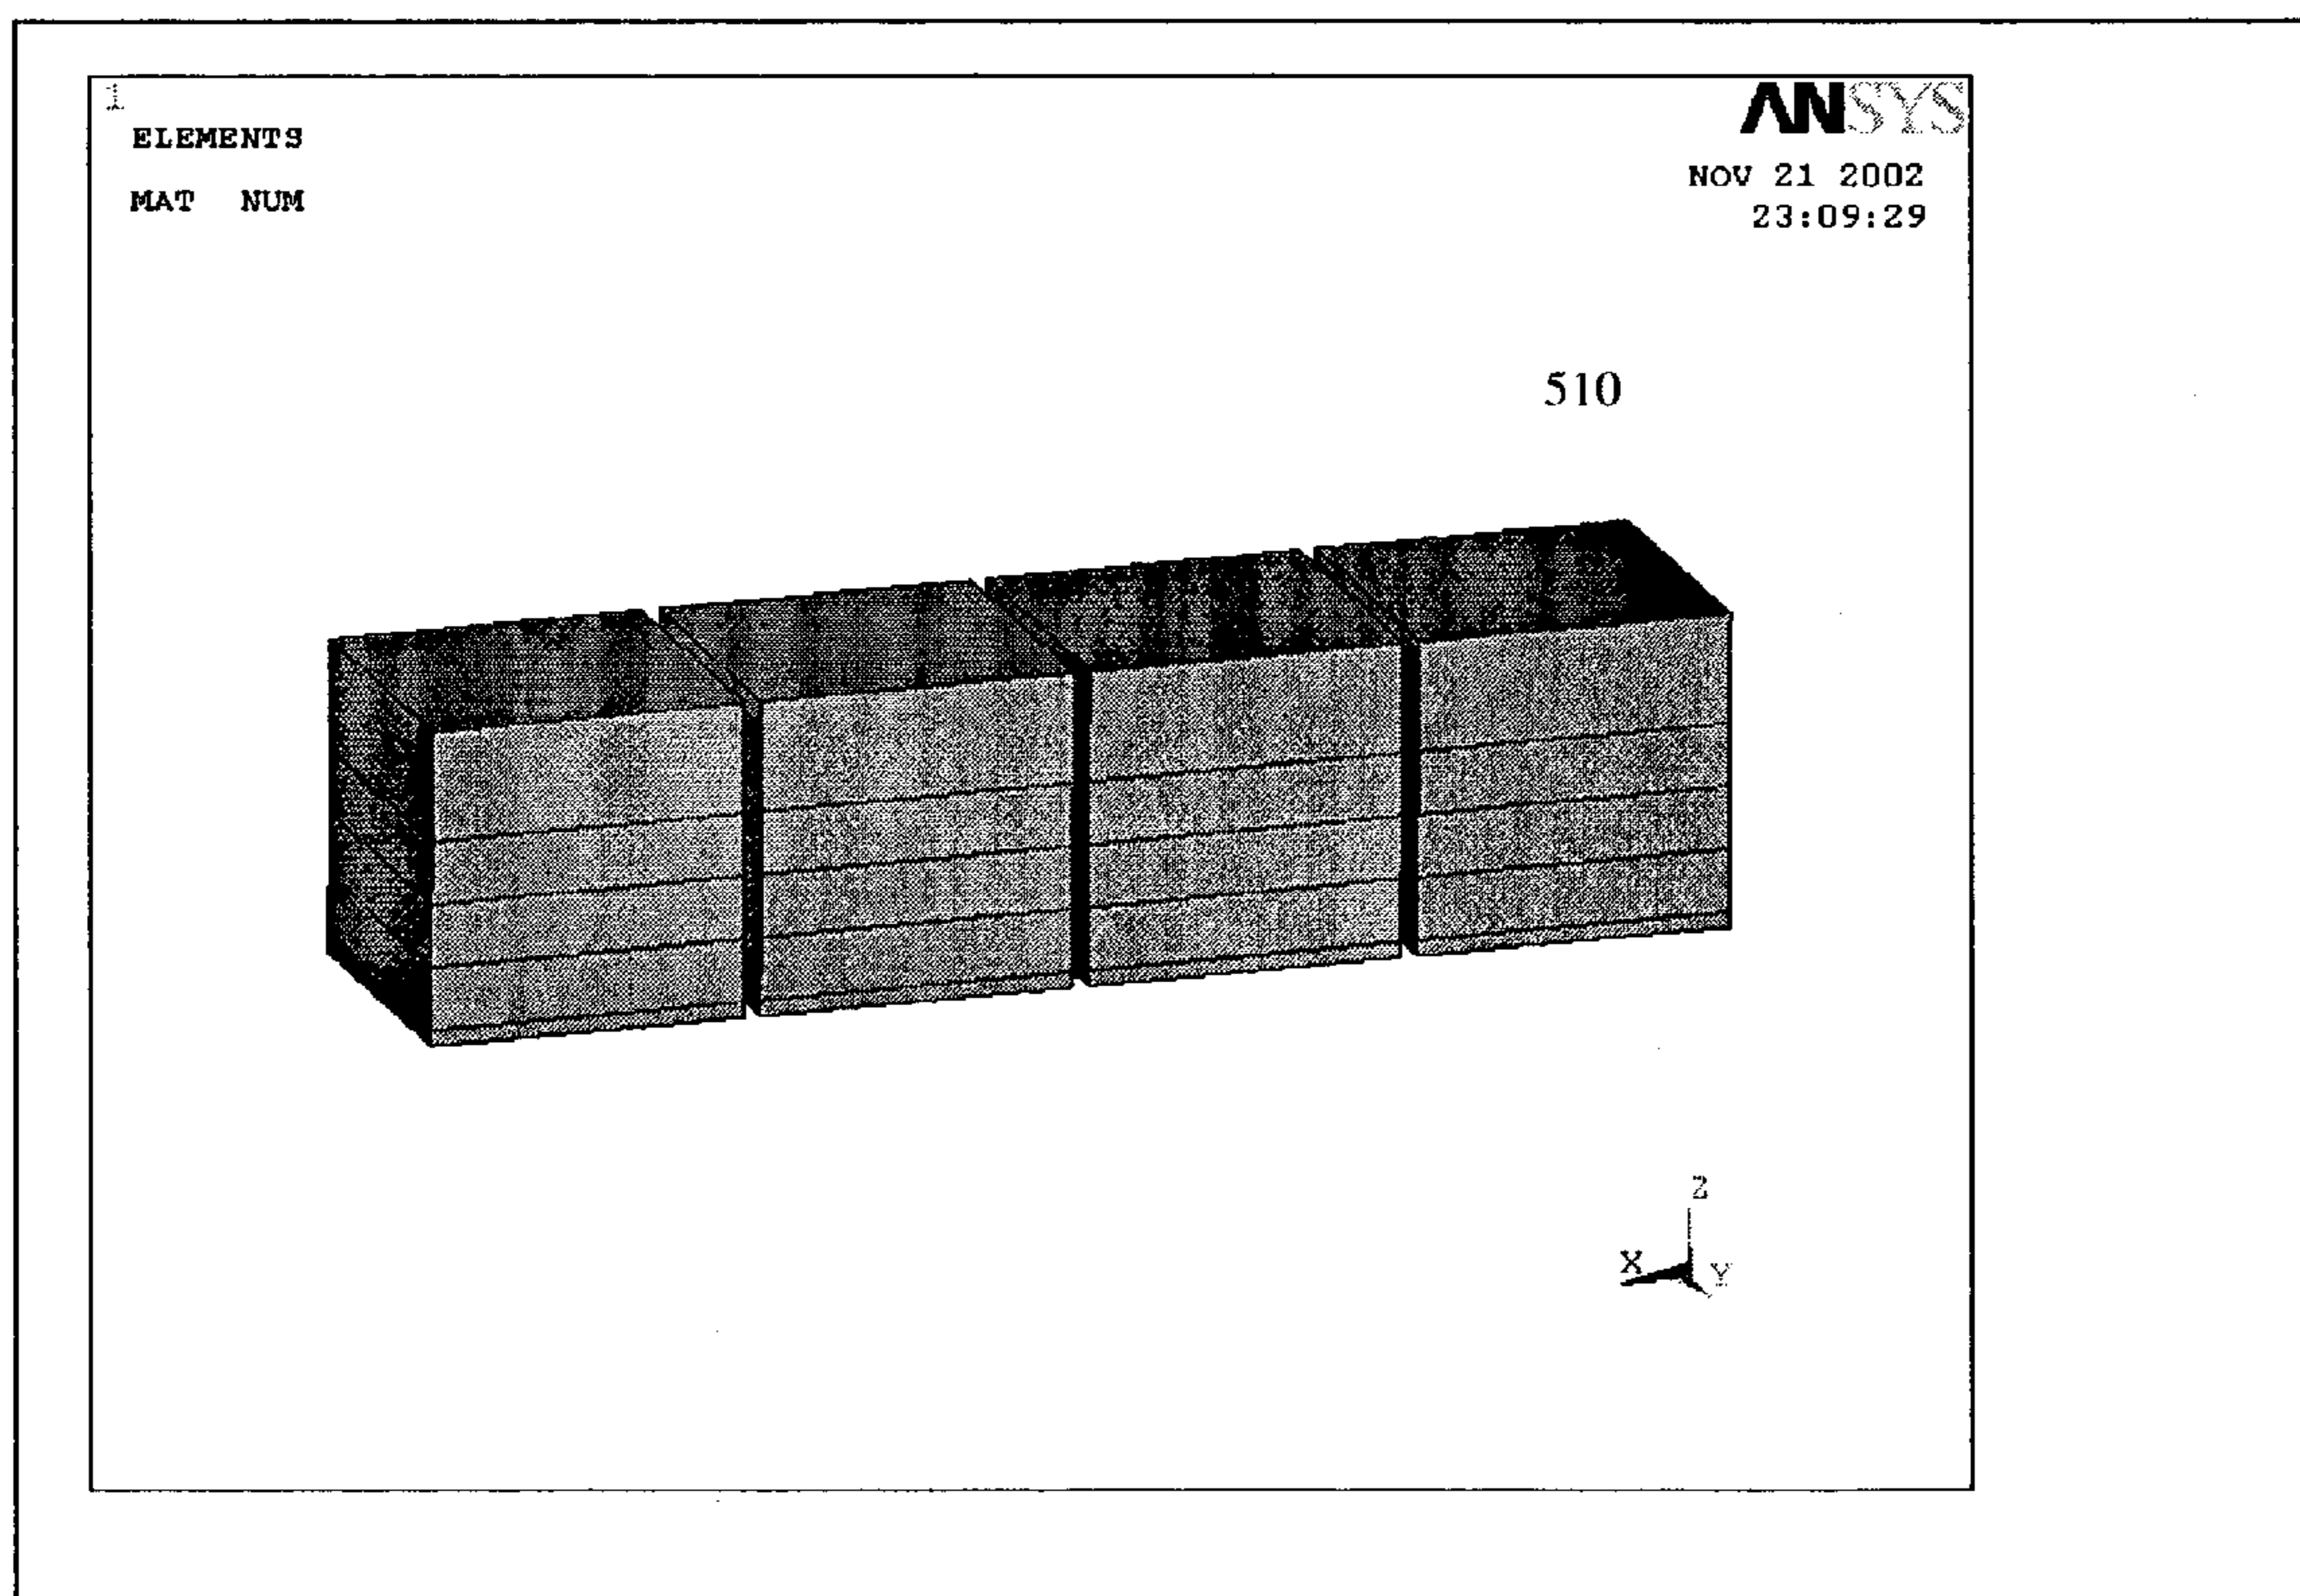 1
ANSYS
ELEMENTS
MAT NUM
NOV 21 2002
23:09:29
510
Z
X
Y